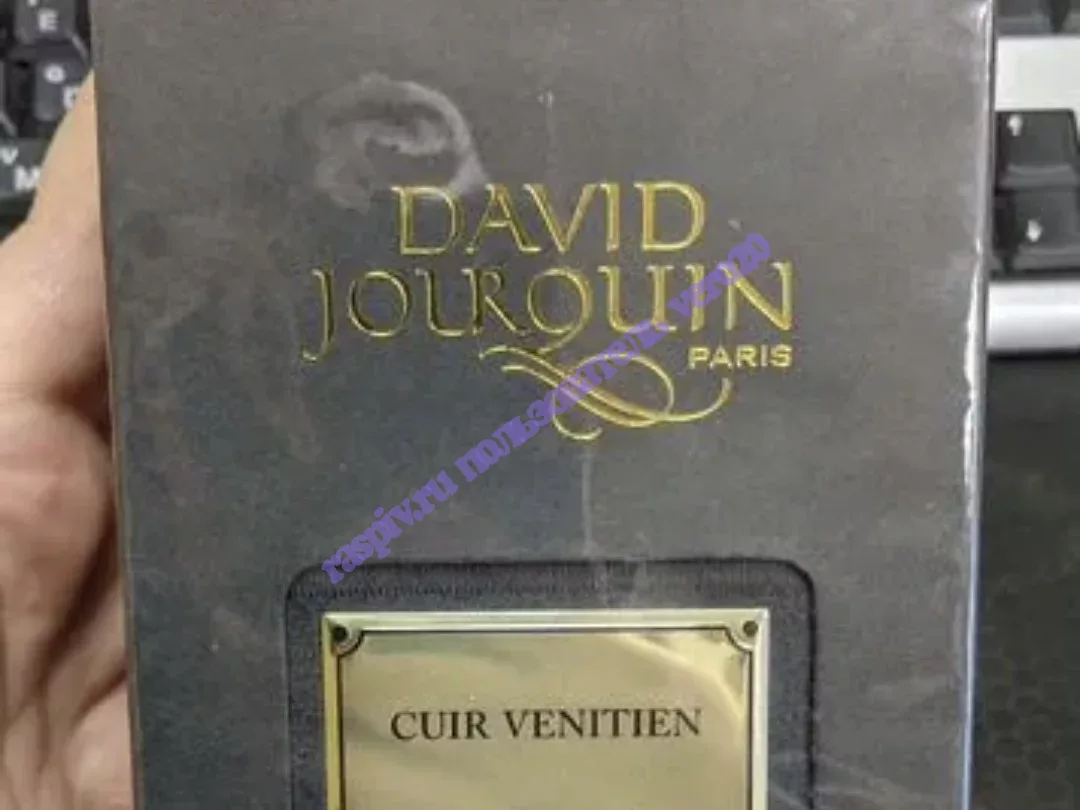 DAVID
JOURQUIN
PARIS
raspiv.ru пользователь
CUIR VENITIEN
E
M